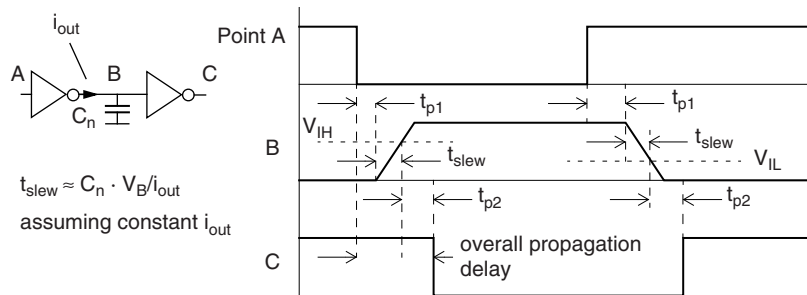 i_out
A
B
C
C_n
t_slew ≈ C_n · V_B/i_out
assuming constant i_out
Point A
t_p1
t_p1
V_IH
B
t_slew
t_slew
V_IL
t_p2
t_p2
C
overall propagation
delay